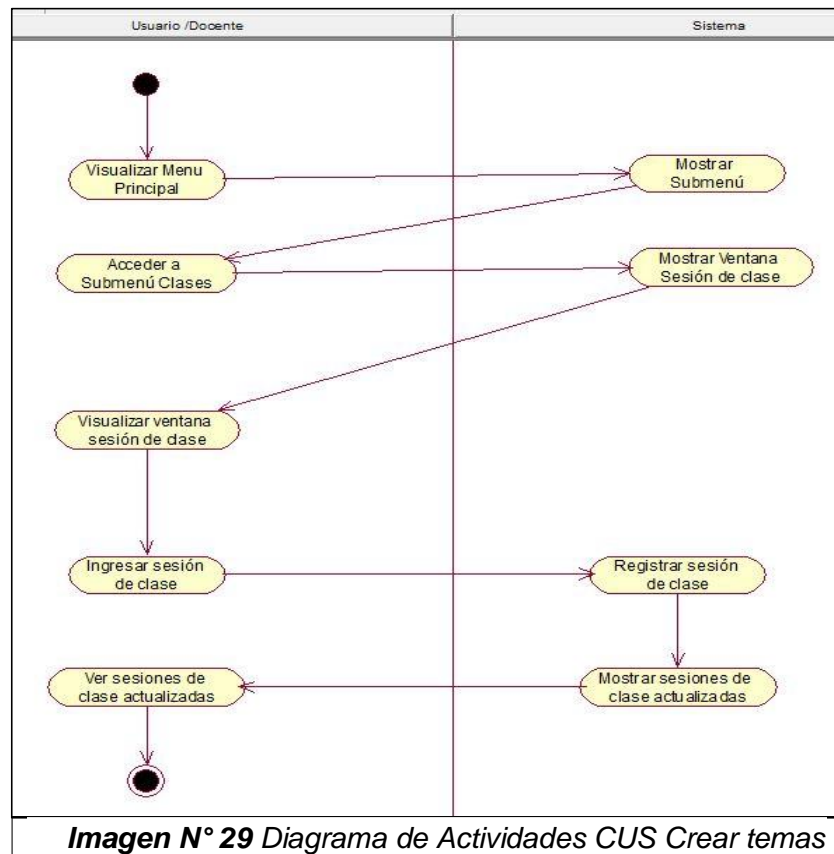 Usuario /Docente
Sistema
Visualizar Menu
Principal
Mostrar
Submenú
Acceder a
Submenú Clases
Mostrar Ventana
Sesión de clase
Visualizar ventana
sesión de clase
Ingresar sesión
de clase
Registrar sesión
de clase
Ver sesiones de
clase actualizadas
Mostrar sesiones de
clase actualizadas
Imagen N° 29 Diagrama de Actividades CUS Crear temas